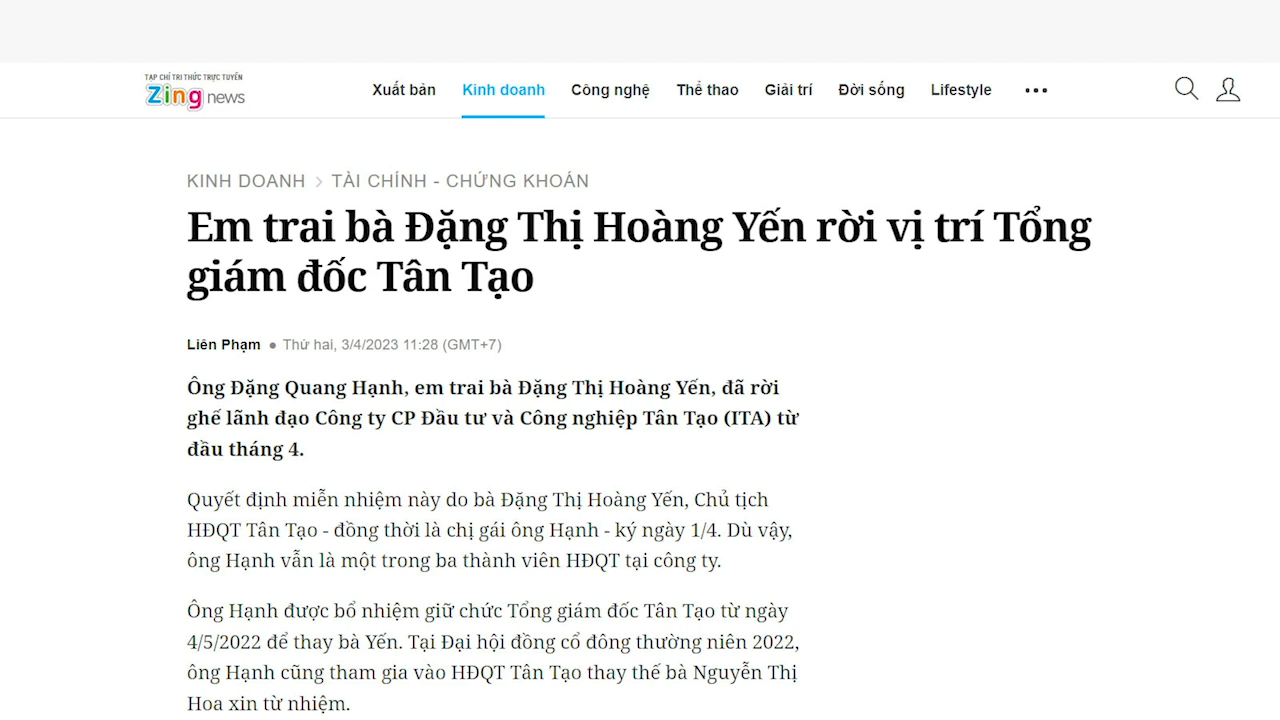 TẠP CHÍ TRI THỨC TRỰC TUYẾN
Zing news
Xuất bản Kinh doanh Công nghệ Thể thao Giải trí Đời sống Lifestyle
KINH DOANH > TÀI CHÍNH - CHỨNG KHOÁN
Em trai bà Đặng Thị Hoàng Yến rời vị trí Tổng
giám đốc Tân Tạo
Liên Phạm ● Thứ hai, 3/4/2023 11:28 (GMT+7)
Ông Đặng Quang Hạnh, em trai bà Đặng Thị Hoàng Yến, đã rời
ghế lãnh đạo Công ty CP Đầu tư và Công nghiệp Tân Tạo (ITA) từ
đầu tháng 4.
Quyết định miễn nhiệm này do bà Đặng Thị Hoàng Yến, Chủ tịch
HĐQT Tân Tạo - đồng thời là chị gái ông Hạnh - ký ngày 1/4. Dù vậy,
ông Hạnh vẫn là một trong ba thành viên HĐQT tại công ty.
Ông Hạnh được bổ nhiệm giữ chức Tổng giám đốc Tân Tạo từ ngày
4/5/2022 để thay bà Yến. Tại Đại hội đồng cổ đông thường niên 2022,
ông Hạnh cũng tham gia vào HĐQT Tân Tạo thay thế bà Nguyễn Thị
Hoa xin từ nhiệm.